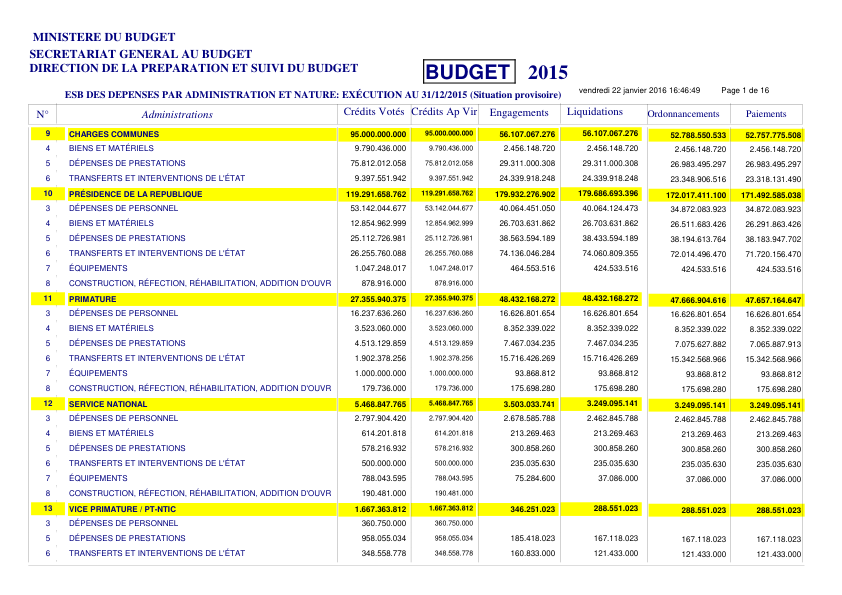 MINISTERE DU BUDGET
SECRETARIAT GENERAL AU BUDGET
DIRECTION DE LA PREPARATION ET SUIVI DU BUDGET
BUDGET 2015
ESB DES DEPENSES PAR ADMINISTRATION ET NATURE: EXÉCUTION AU 31/12/2015 (Situation provisoire) vendredi 22 janvier 2016 16:46:49 Page 1 de 16
N° Administrations Crédits Votés Crédits Ap Vir Engagements Liquidations Ordonnancements Paiements
9 CHARGES COMMUNES 95.000.000.000 95.000.000.000 56.107.067.276 56.107.067.276 52.788.550.533 52.757.775.508
4 BIENS ET MATÉRIELS 9.790.436.000 9.790.436.000 2.456.148.720 2.456.148.720 2.456.148.720 2.456.148.720
5 DÉPENSES DE PRESTATIONS 75.812.012.058 75.812.012.058 29.311.000.308 29.311.000.308 26.983.495.297 26.983.495.297
6 TRANSFERTS ET INTERVENTIONS DE L'ÉTAT 9.397.551.942 9.397.551.942 24.339.918.248 24.339.918.248 23.348.906.516 23.318.131.490
10 PRÉSIDENCE DE LA REPUBLIQUE 119.291.658.762 119.291.658.762 179.932.276.902 179.686.693.396 172.017.411.100 171.492.585.038
3 DÉPENSES DE PERSONNEL 53.142.044.677 53.142.044.677 40.064.451.050 40.064.124.473 34.872.083.923 34.872.083.923
4 BIENS ET MATÉRIELS 12.854.962.999 12.854.962.999 26.703.631.862 26.703.631.862 26.511.683.426 26.291.863.426
5 DÉPENSES DE PRESTATIONS 25.112.726.981 25.112.726.981 38.563.594.189 38.433.594.189 38.194.613.764 38.183.947.702
6 TRANSFERTS ET INTERVENTIONS DE L'ÉTAT 26.255.760.088 26.255.760.088 74.136.046.284 74.060.809.355 72.014.496.470 71.720.156.470
7 ÉQUIPEMENTS 1.047.248.017 1.047.248.017 464.553.516 424.533.516 424.533.516 424.533.516
8 CONSTRUCTION, RÉFECTION, RÉHABILITATION, ADDITION D'OUVR 878.916.000 878.916.000
11 PRIMATURE 27.355.940.375 27.355.940.375 48.432.168.272 48.432.168.272 47.666.904.616 47.657.164.647
3 DÉPENSES DE PERSONNEL 16.237.636.260 16.237.636.260 16.626.801.654 16.626.801.654 16.626.801.654 16.626.801.654
4 BIENS ET MATÉRIELS 3.523.060.000 3.523.060.000 8.352.339.022 8.352.339.022 8.352.339.022 8.352.339.022
5 DÉPENSES DE PRESTATIONS 4.513.129.859 4.513.129.859 7.467.034.235 7.467.034.235 7.075.627.882 7.065.887.913
6 TRANSFERTS ET INTERVENTIONS DE L'ÉTAT 1.902.378.256 1.902.378.256 15.716.426.269 15.716.426.269 15.342.568.966 15.342.568.966
7 ÉQUIPEMENTS 1.000.000.000 1.000.000.000 93.868.812 93.868.812 93.868.812 93.868.812
8 CONSTRUCTION, RÉFECTION, RÉHABILITATION, ADDITION D'OUVR 179.736.000 179.736.000 175.698.280 175.698.280 175.698.280 175.698.280
12 SERVICE NATIONAL 5.468.847.765 5.468.847.765 3.503.033.741 3.249.095.141 3.249.095.141 3.249.095.141
3 DÉPENSES DE PERSONNEL 2.797.904.420 2.797.904.420 2.678.585.788 2.462.845.788 2.462.845.788 2.462.845.788
4 BIENS ET MATÉRIELS 614.201.818 614.201.818 213.269.463 213.269.463 213.269.463 213.269.463
5 DÉPENSES DE PRESTATIONS 578.216.932 578.216.932 300.858.260 300.858.260 300.858.260 300.858.260
6 TRANSFERTS ET INTERVENTIONS DE L'ÉTAT 500.000.000 500.000.000 235.035.630 235.035.630 235.035.630 235.035.630
7 ÉQUIPEMENTS 788.043.595 788.043.595 75.284.600 37.086.000 37.086.000 37.086.000
8 CONSTRUCTION, RÉFECTION, RÉHABILITATION, ADDITION D'OUVR 190.481.000 190.481.000
13 VICE PRIMATURE / PT-NTIC 1.667.363.812 1.667.363.812 346.251.023 288.551.023 288.551.023 288.551.023
3 DÉPENSES DE PERSONNEL 360.750.000 360.750.000
5 DÉPENSES DE PRESTATIONS 958.055.034 958.055.034 185.418.023 167.118.023 167.118.023 167.118.023
6 TRANSFERTS ET INTERVENTIONS DE L'ÉTAT 348.558.778 348.558.778 160.833.000 121.433.000 121.433.000 121.433.000